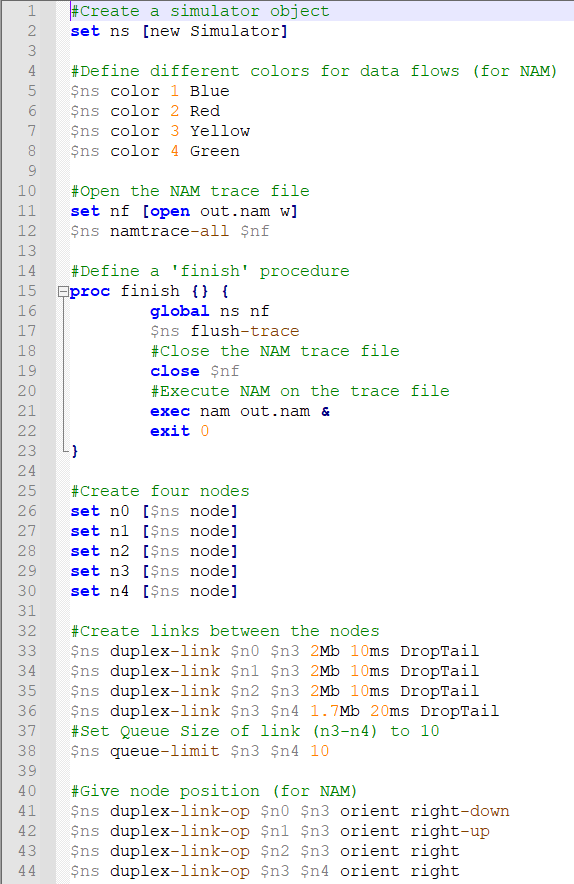 1 #Create a simulator object
2 set ns [new Simulator]
3
4 #Define different colors for data flows (for NAM)
5 $ns color 1 Blue
6 $ns color 2 Red
7 $ns color 3 Yellow
8 $ns color 4 Green
9
10 #Open the NAM trace file
11 set nf [open out.nam w]
12 $ns namtrace-all $nf
13
14 #Define a 'finish' procedure
15 proc finish {} {
16 global ns nf
17 $ns flush-trace
18 #Close the NAM trace file
19 close $nf
20 #Execute NAM on the trace file
21 exec nam out.nam &
22 exit 0
23 }
24
25 #Create four nodes
26 set n0 [$ns node]
27 set n1 [$ns node]
28 set n2 [$ns node]
29 set n3 [$ns node]
30 set n4 [$ns node]
31
32 #Create links between the nodes
33 $ns duplex-link $n0 $n3 2Mb 10ms DropTail
34 $ns duplex-link $n1 $n3 2Mb 10ms DropTail
35 $ns duplex-link $n2 $n3 2Mb 10ms DropTail
36 $ns duplex-link $n3 $n4 1.7Mb 20ms DropTail
37 #Set Queue Size of link (n3-n4) to 10
38 $ns queue-limit $n3 $n4 10
39
40 #Give node position (for NAM)
41 $ns duplex-link-op $n0 $n3 orient right-down
42 $ns duplex-link-op $n1 $n3 orient right-up
43 $ns duplex-link-op $n2 $n3 orient right
44 $ns duplex-link-op $n3 $n4 orient right